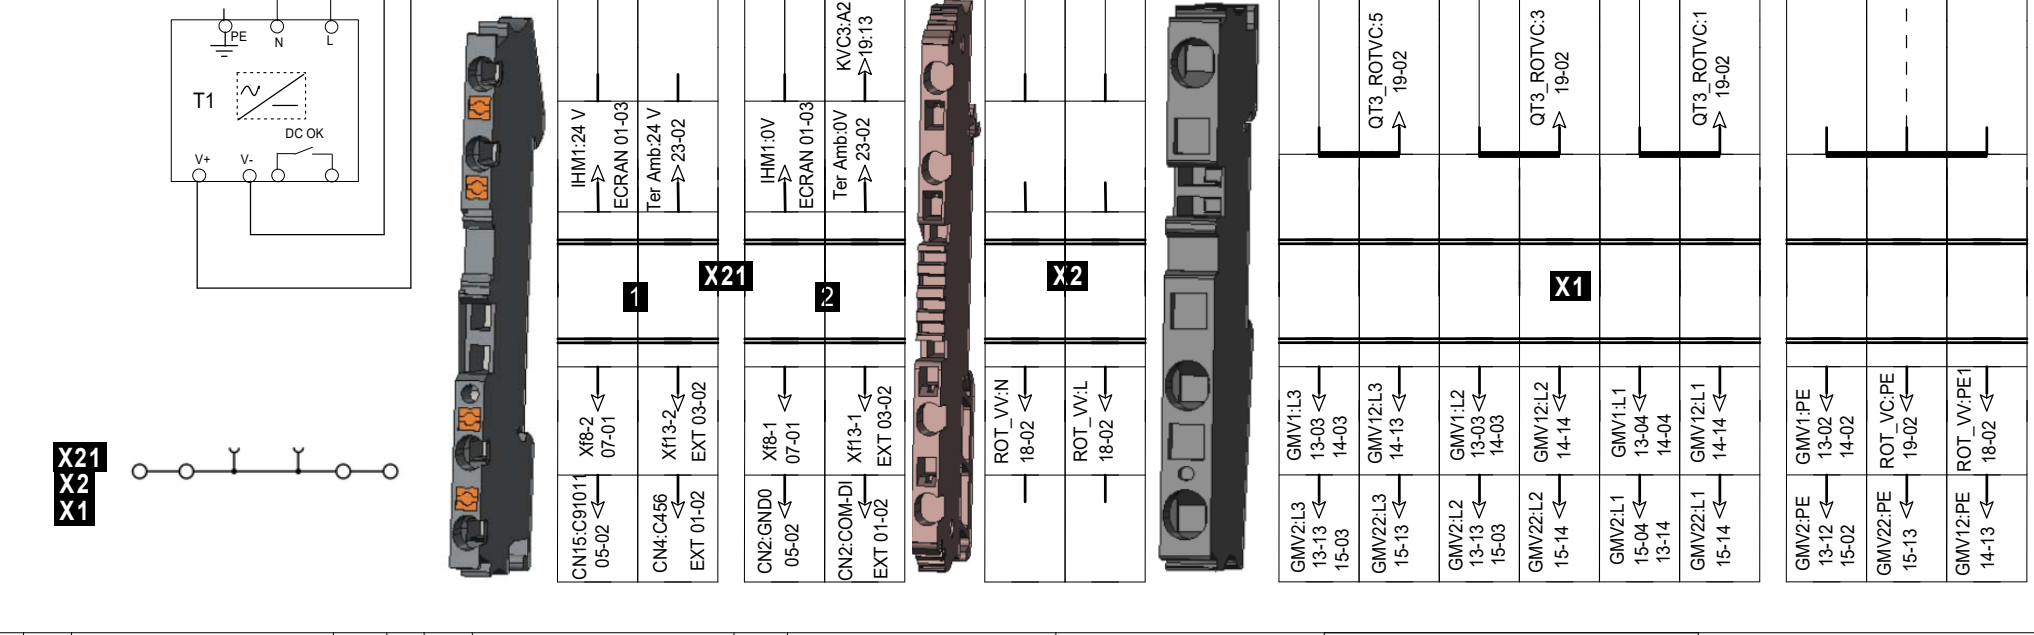 PE
N
L
T1
DC OK
V+
V-
X21
X2
X1
IHM1:24 V
ECRAN 01-03
Ter Amb:24 V
23-02
IHM1:0V
ECRAN 01-03
Ter Amb:0V
23-02
KVC3:A2
19:13
QT3_ROTVC:5
19-02
QT3_ROTVC:3
19-02
QT3_ROTVC:1
19-02
1
X21
2
X2
X1
Xf8-2
07-01
Xf13-2
EXT 03-02
Xf8-1
07-01
Xf13-1
EXT 03-02
ROT_VV:N
18-02
ROT_VV:L
18-02
GMV1:L3
13-03
14-03
GMV12:L3
14-13
GMV1:L2
13-03
14-03
GMV12:L2
14-14
GMV1:L1
13-04
14-04
GMV12:L1
14-14
GMV1:PE
13-02
14-02
ROT_VC:PE
19-02
ROT_VV:PE1
18-02
CN15:C91011
05-02
CN4:C456
EXT 01-02
CN2:GND0
05-02
CN2:COM-DI
EXT 01-02
GMV2:L3
13-13
15-03
GMV22:L3
15-13
GMV2:L2
13-13
15-03
GMV22:L2
15-14
GMV2:L1
15-04
13-14
GMV22:L1
15-14
GMV2:PE
13-12
15-02
GMV22:PE
15-13
GMV12:PE
14-13